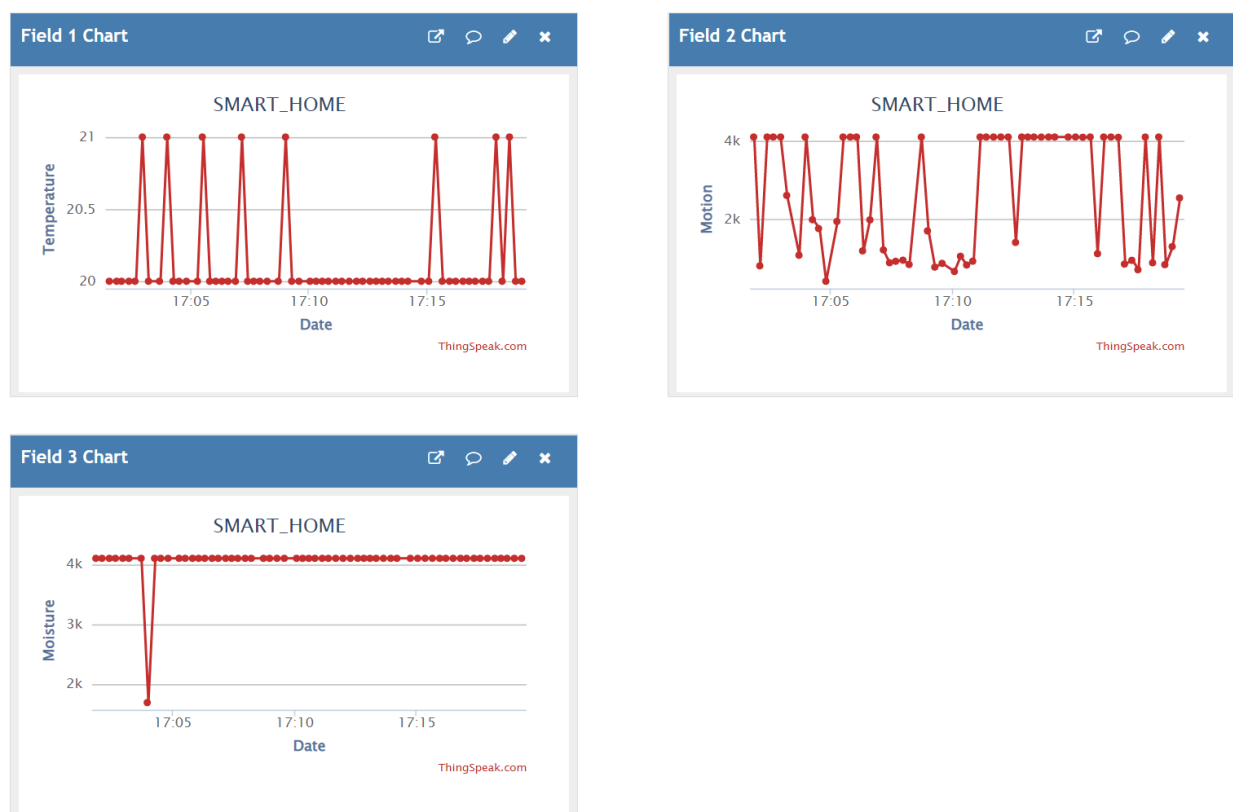 Field 1 Chart
SMART_HOME
Temperature
21
20.5
20
17:05 17:10 17:15
Date
ThingSpeak.com
Field 2 Chart
SMART_HOME
Motion
4k
2k
17:05 17:10 17:15
Date
ThingSpeak.com
Field 3 Chart
SMART_HOME
Moisture
4k
3k
2k
17:05 17:10 17:15
Date
ThingSpeak.com